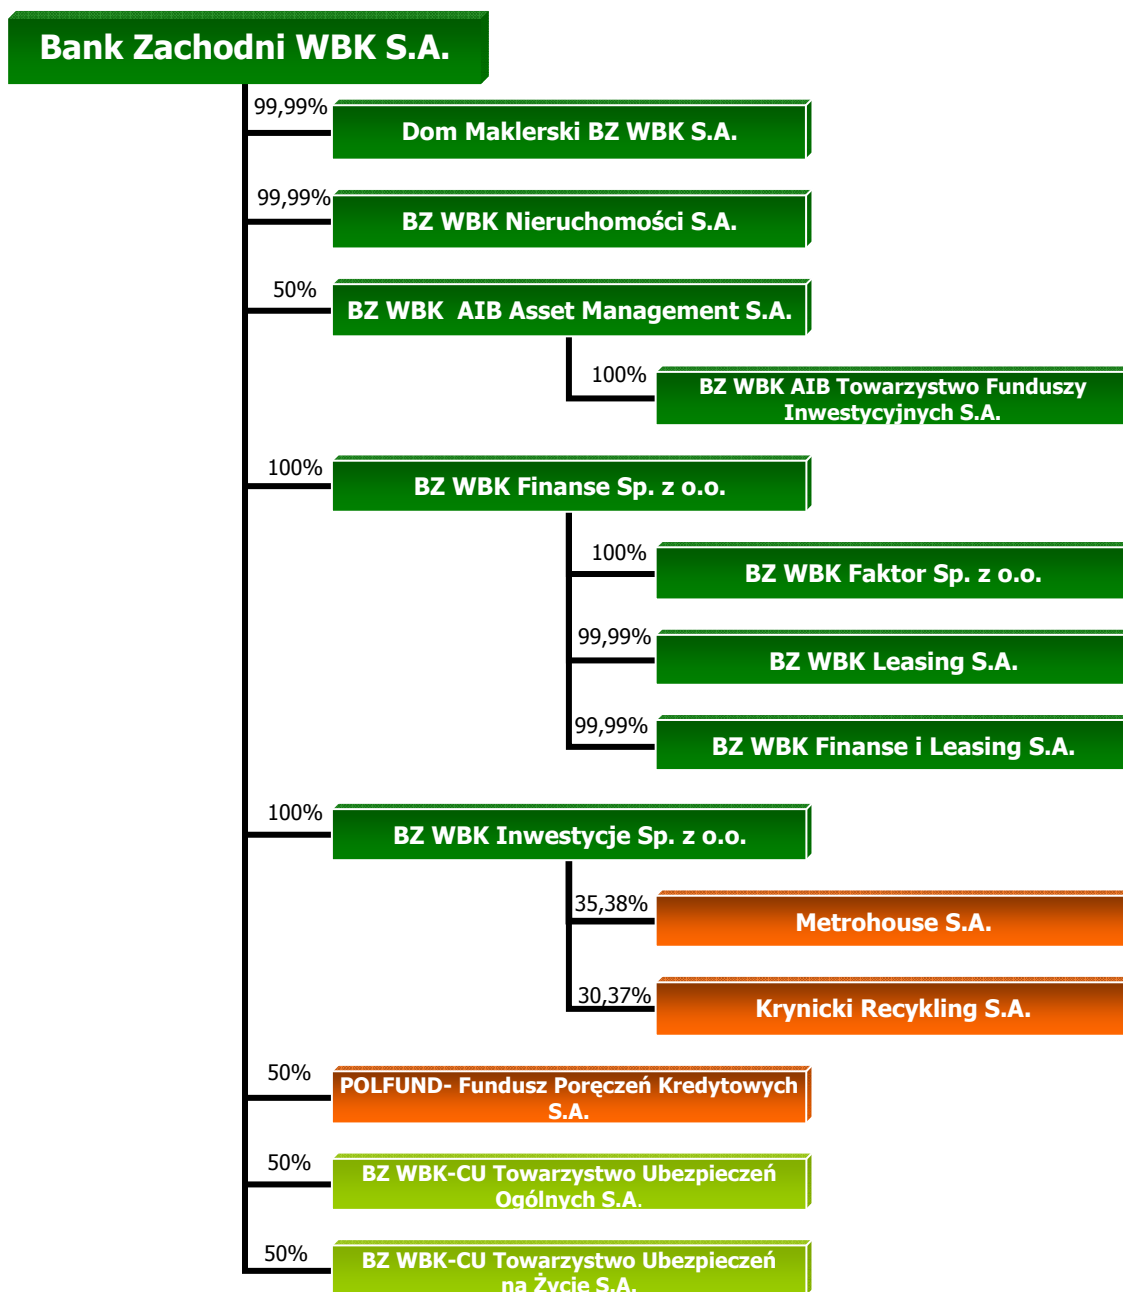 Bank Zachodni WBK S.A.
99,99%
Dom Maklerski BZ WBK S.A.
99,99%
BZ WBK Nieruchomości S.A.
50%
BZ WBK AIB Asset Management S.A.
100%
BZ WBK AIB Towarzystwo Funduszy
Inwestycyjnych S.A.
100%
BZ WBK Finanse Sp. z o.o.
100%
BZ WBK Faktor Sp. z o.o.
99,99%
BZ WBK Leasing S.A.
99,99%
BZ WBK Finanse i Leasing S.A.
100%
BZ WBK Inwestycje Sp. z o.o.
35,38%
Metrohouse S.A.
30,37%
Krynicki Recykling S.A.
50%
POLFUND- Fundusz Poręczeń Kredytowych
S.A.
50%
BZ WBK-CU Towarzystwo Ubezpieczeń
Ogólnych S.A.
50%
BZ WBK-CU Towarzystwo Ubezpieczeń
na Życie S.A.